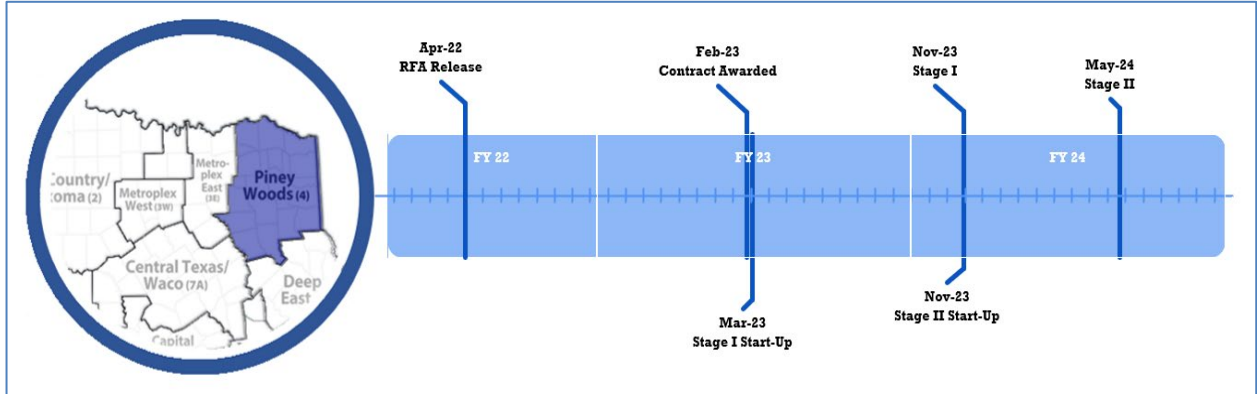 Country/
oma (2)
Metroplex
West (3W)
Metro-
plex
East (3E)
Piney
Woods (4)
Central Texas/
Waco (7A)
Deep
East
Capital
Apr-22
RFA Release
Feb-23
Contract Awarded
Nov-23
Stage I
May-24
Stage II
FY 22
FY 23
FY 24
Mar-23
Stage I Start-Up
Nov-23
Stage II Start-Up